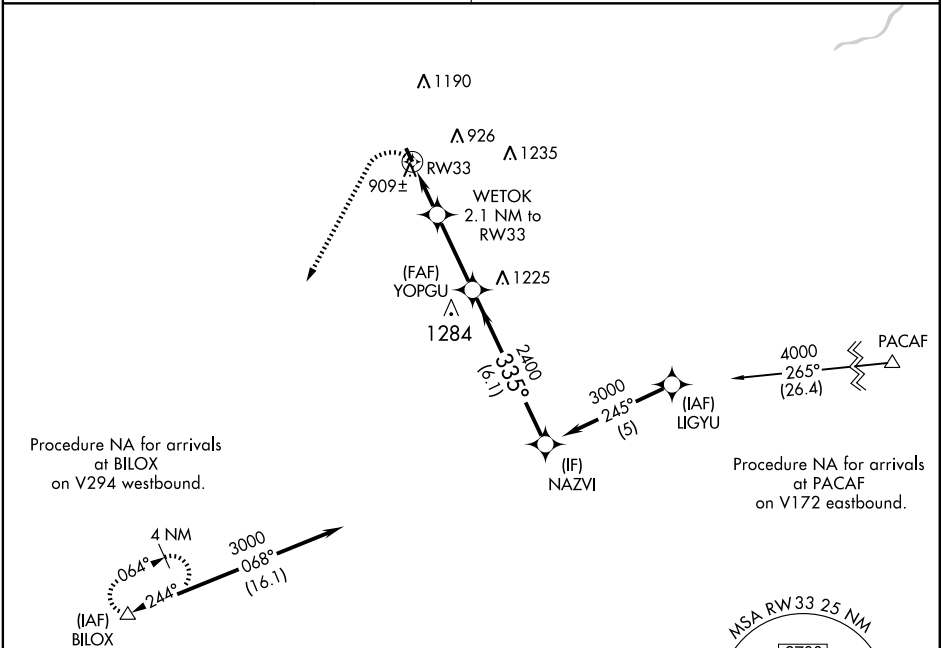 1190
926
1235
RW33
909±
WETOK
2.1 NM to
RW33
(FAF)
YOPGU
1225
1284
2400
335°
(6.1)
PACAF
4000
265°
(26.4)
3000
245°
(5)
(IAF)
LIGYU
(IF)
NAZVI
Procedure NA for arrivals
at BILOX
on V294 westbound.
Procedure NA for arrivals
at PACAF
on V172 eastbound.
4 NM
064°
244°
3000
068°
(16.1)
(IAF)
BILOX
MSA RW33 25 NM